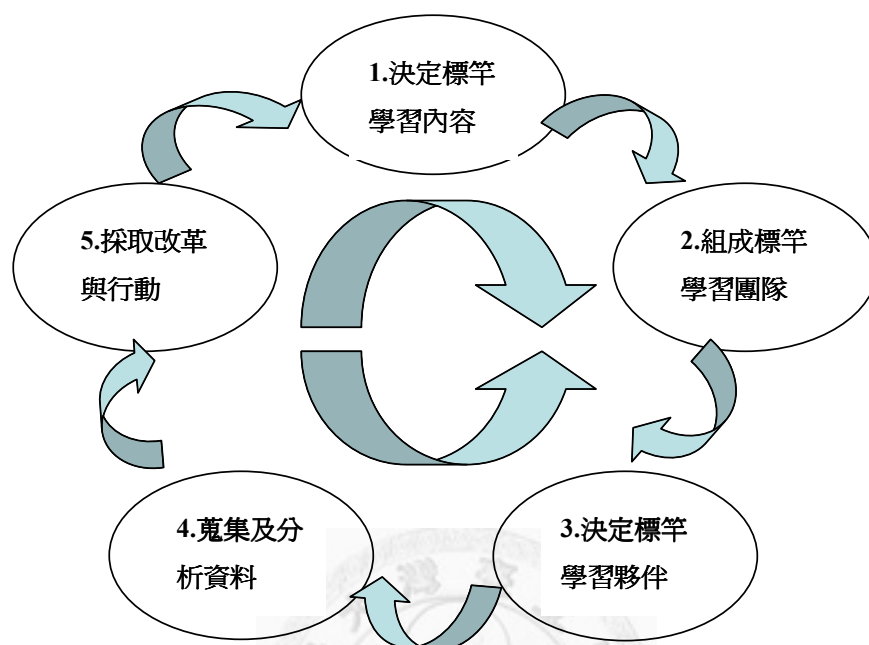 1.決定標竿
學習內容
2.組成標竿
學習團隊
3.決定標竿
學習夥伴
4.蒐集及分
析資料
5.採取改革
與行動